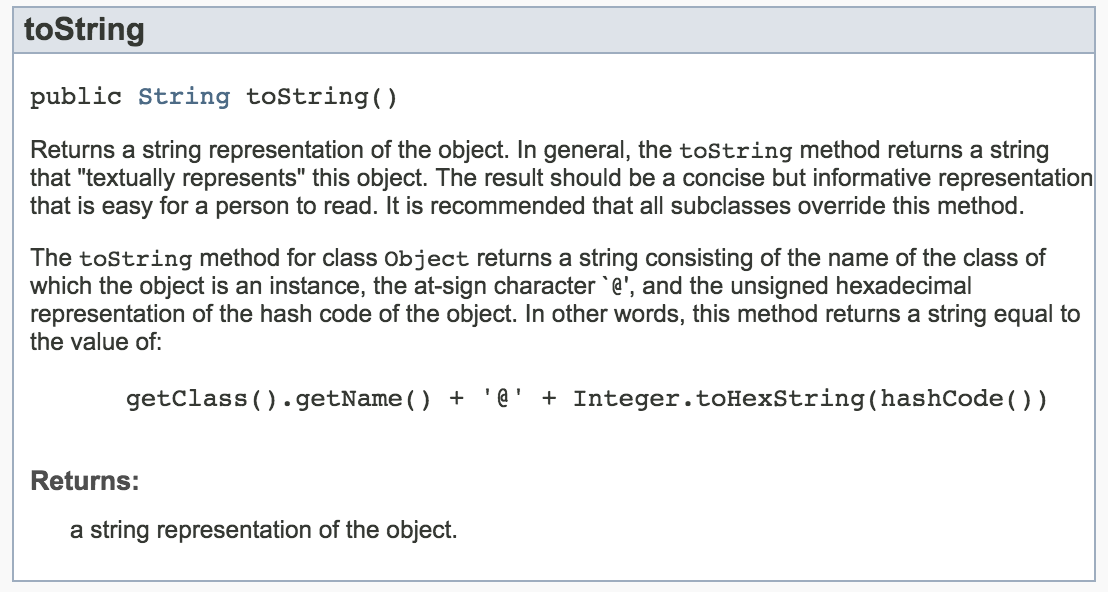 toString
public String toString()
Returns a string representation of the object. In general, the toString method returns a string
that "textually represents" this object. The result should be a concise but informative representation
that is easy for a person to read. It is recommended that all subclasses override this method.
The toString method for class Object returns a string consisting of the name of the class of
which the object is an instance, the at-sign character `@', and the unsigned hexadecimal
representation of the hash code of the object. In other words, this method returns a string equal to
the value of:
getClass().getName() + '@' + Integer.toHexString(hashCode())
Returns:
a string representation of the object.